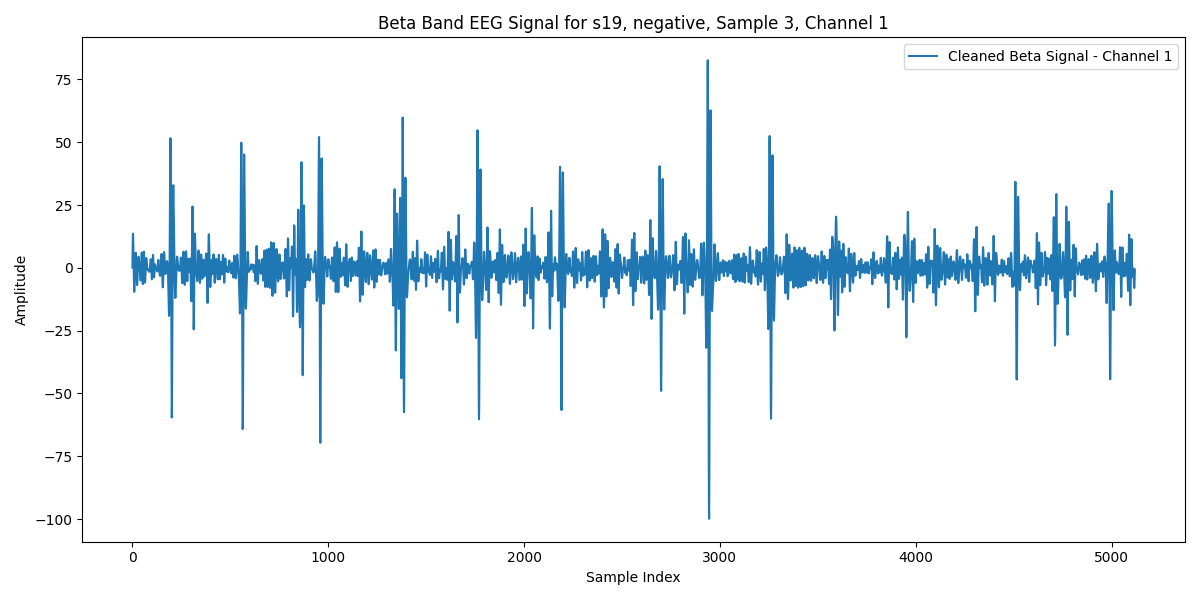 Beta Band EEG Signal for s19, negative, Sample 3, Channel 1
Cleaned Beta Signal - Channel 1
75
50
25
0
−25
−50
−75
−100
Amplitude
0 1000 2000 3000 4000 5000
Sample Index